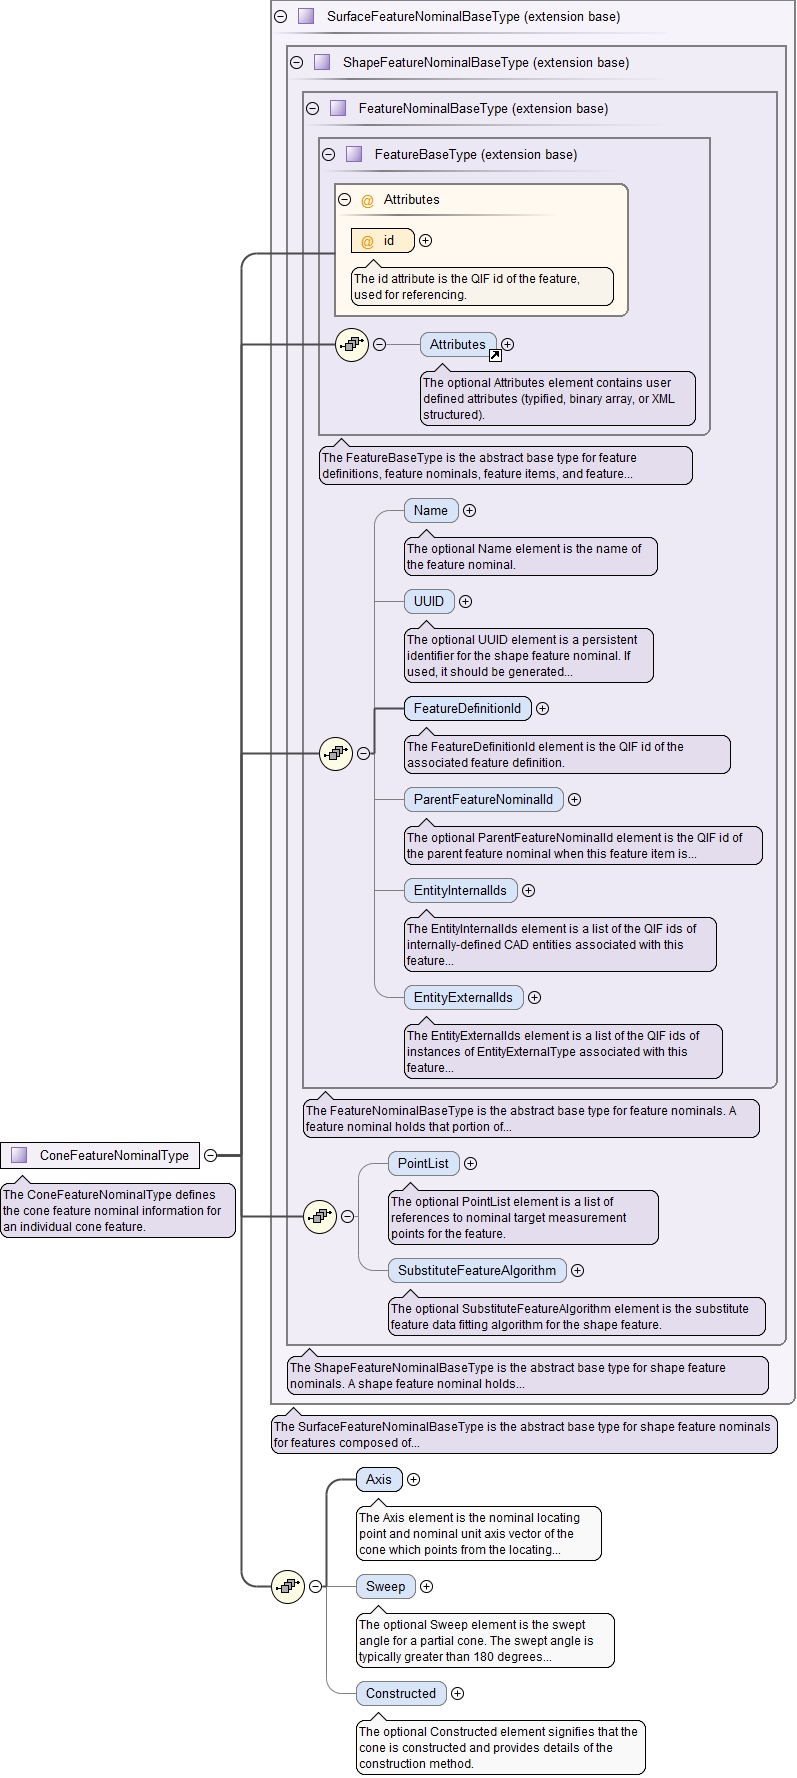 SurfaceFeatureNominalBaseType (extension base)
ShapeFeatureNominalBaseType (extension base)
FeatureNominalBaseType (extension base)
FeatureBaseType (extension base)
@ Attributes
@ id
The id attribute is the QIF id of the feature,
used for referencing.
Attributes
The optional Attributes element contains user
defined attributes (typified, binary array, or XML
structured).
The FeatureBaseType is the abstract base type for feature
definitions, feature nominals, feature items, and feature...
Name
The optional Name element is the name of
the feature nominal.
UUID
The optional UUID element is a persistent
identifier for the shape feature nominal. If
used, it should be generated...
FeatureDefinitionId
The FeatureDefinitionId element is the QIF id of the
associated feature definition.
ParentFeatureNominalId
The optional ParentFeatureNominalId element is the QIF id of
the parent feature nominal when this feature item is...
EntityInternalIds
The EntityInternalIds element is a list of the QIF ids of
internally-defined CAD entities associated with this
feature...
EntityExternalIds
The EntityExternalIds element is a list of the QIF ids of
instances of EntityExternalType associated with this
feature...
The FeatureNominalBaseType is the abstract base type for feature nominals. A
feature nominal holds that portion of...
ConeFeatureNominalType
The ConeFeatureNominalType defines
the cone feature nominal information for
an individual cone feature.
PointList
The optional PointList element is a list of
references to nominal target measurement
points for the feature.
SubstituteFeatureAlgorithm
The optional SubstituteFeatureAlgorithm element is the substitute
feature data fitting algorithm for the shape feature.
The ShapeFeatureNominalBaseType is the abstract base type for shape feature
nominals. A shape feature nominal holds...
The SurfaceFeatureNominalBaseType is the abstract base type for shape feature nominals
for features composed of...
Axis
The Axis element is the nominal locating
point and nominal unit axis vector of the
cone which points from the locating...
Sweep
The optional Sweep element is the swept
angle for a partial cone. The swept angle is
typically greater than 180 degrees...
Constructed
The optional Constructed element signifies that the
cone is constructed and provides details of the
construction method.